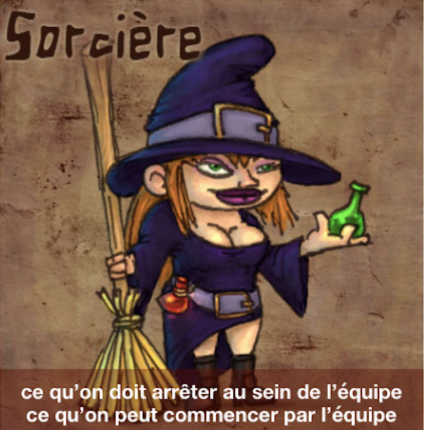 Sorcière
ce qu'on doit arrêter au sein de l'équipe
ce qu'on peut commencer par l'équipe